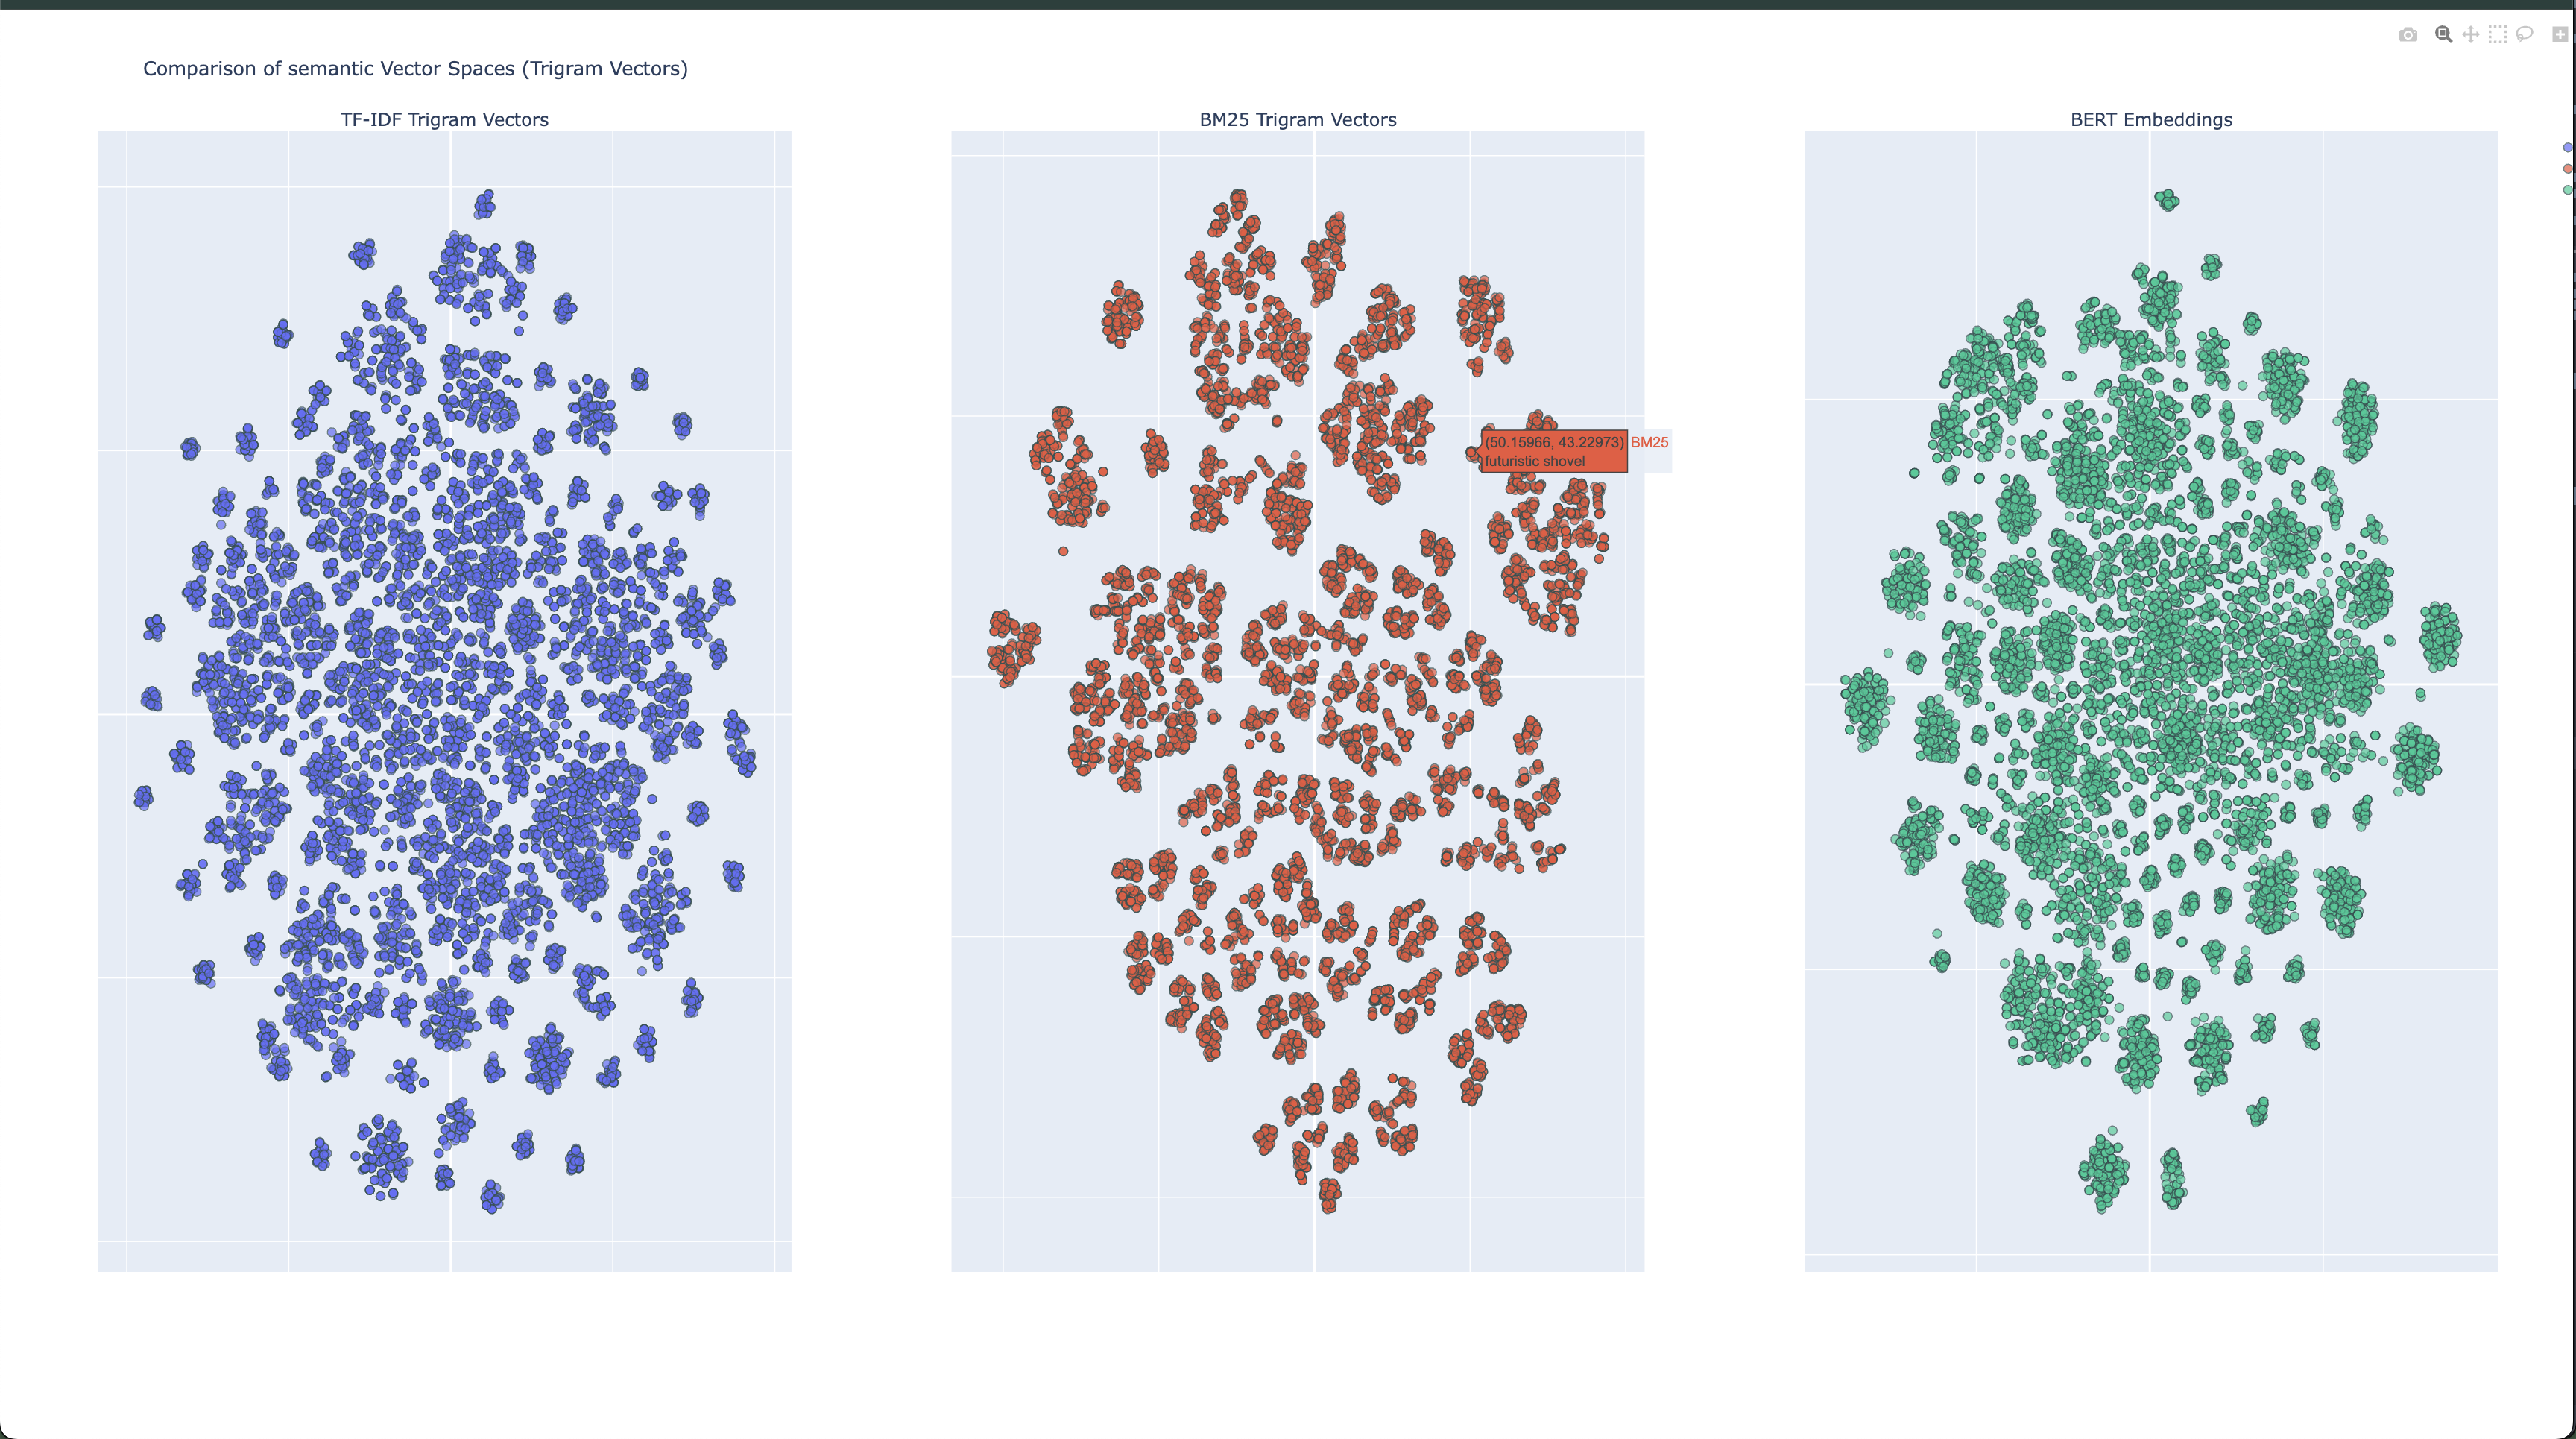 Comparison of semantic Vector Spaces (Trigram Vectors)
TF-IDF Trigram Vectors
BM25 Trigram Vectors
BERT Embeddings
(50.15966, 43.22973) BM25
futuristic shovel